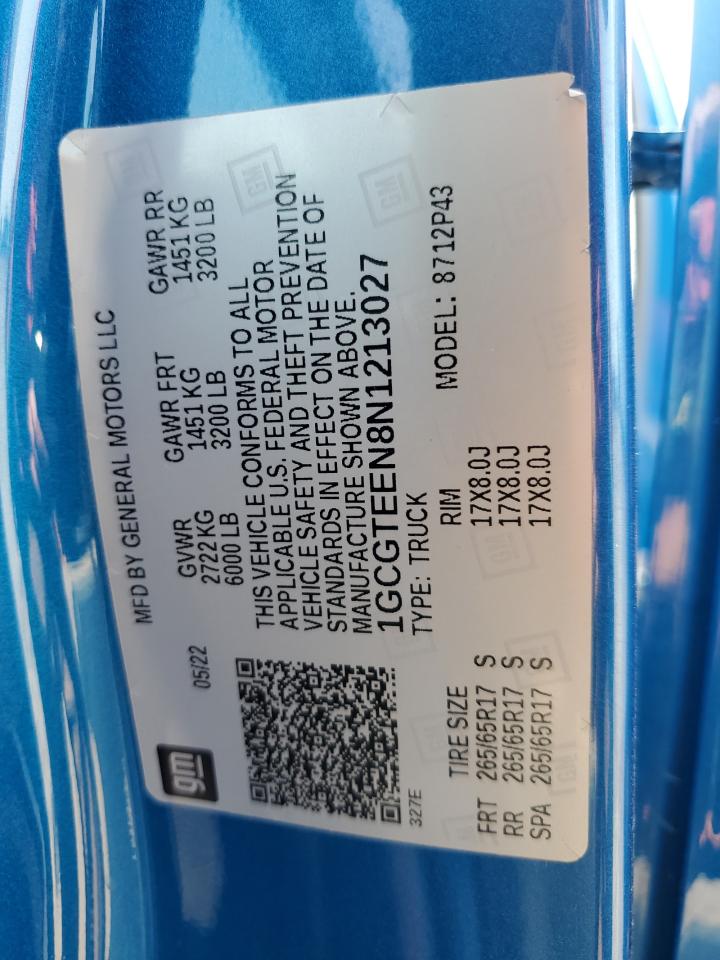 MFD BY GENERAL MOTORS LLC
gm
05/22
GVWR GAWR FRT GAWR RR
2722 KG 1451 KG 1451 KG
6000 LB 3200 LB 3200 LB
THIS VEHICLE CONFORMS TO ALL
APPLICABLE U.S. FEDERAL MOTOR
VEHICLE SAFETY AND THEFT PREVENTION
STANDARDS IN EFFECT ON THE DATE OF
MANUFACTURE SHOWN ABOVE.
1GCGTEEN8N1213027
327E
TYPE: TRUCK MODEL: 8712P43
TIRE SIZE RIM
FRT 265/65R17 S 17X8.0J
RR 265/65R17 S 17X8.0J
SPA 265/65R17 S 17X8.0J